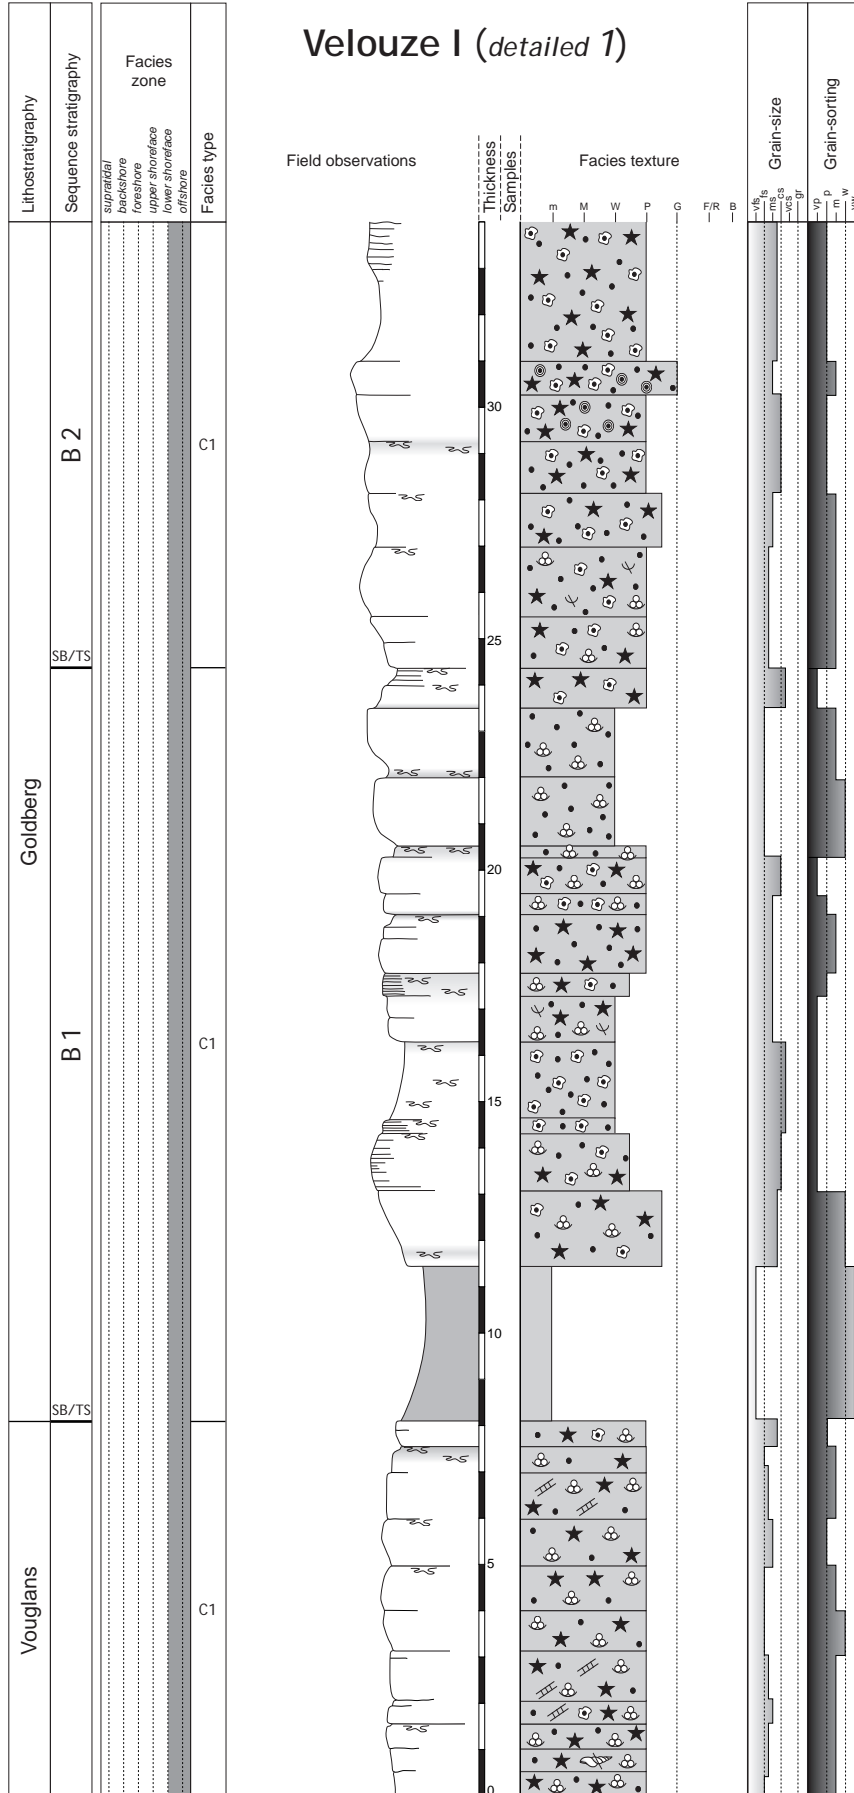 Velouze I (detailed 1)
Lithostratigraphy
Sequence stratigraphy
Facies
zone
supratidal
backshore
foreshore
upper shoreface
lower shoreface
offshore
Facies type
Field observations
Thickness
Samples
Facies texture
m M W P G F/R B
Grain-size
vfs
fs
ms
cs
vcs
gr
Grain-sorting
vp
p
m
w
30
B 2
C1
25
SB/TS
Goldberg
20
B 1
C1
15
10
SB/TS
5
Vouglans
C1
0